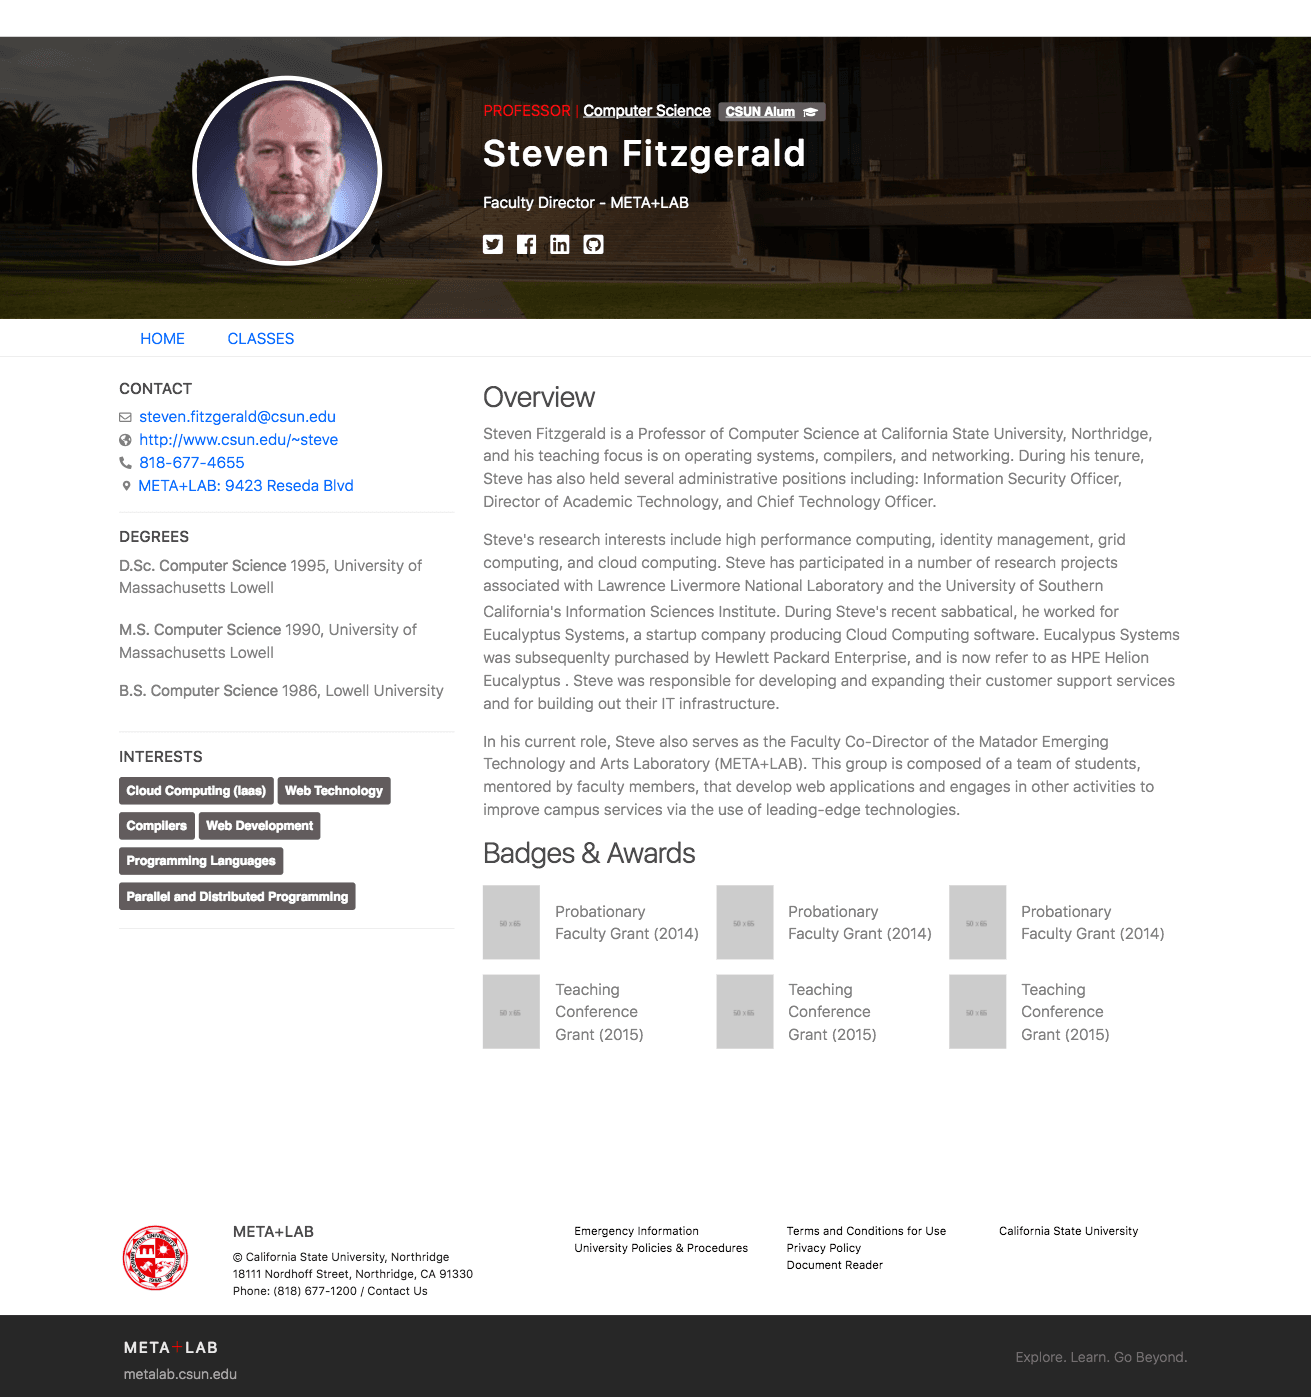 PROFESSOR | Computer Science CSUN Alum
Steven Fitzgerald
Faculty Director - META+LAB
HOME CLASSES
CONTACT
steven.fitzgerald@csun.edu
http://www.csun.edu/~steve
818-677-4655
META+LAB: 9423 Reseda Blvd
DEGREES
D.Sc. Computer Science 1995, University of
Massachusetts Lowell
M.S. Computer Science 1990, University of
Massachusetts Lowell
B.S. Computer Science 1986, Lowell University
INTERESTS
Cloud Computing (Iaas) Web Technology
Compilers Web Development
Programming Languages
Parallel and Distributed Programming
Overview
Steven Fitzgerald is a Professor of Computer Science at California State University, Northridge,
and his teaching focus is on operating systems, compilers, and networking. During his tenure,
Steve has also held several administrative positions including: Information Security Officer,
Director of Academic Technology, and Chief Technology Officer.
Steve's research interests include high performance computing, identity management, grid
computing, and cloud computing. Steve has participated in a number of research projects
associated with Lawrence Livermore National Laboratory and the University of Southern
California's Information Sciences Institute. During Steve's recent sabbatical, he worked for
Eucalyptus Systems, a startup company producing Cloud Computing software. Eucalypus Systems
was subsequenlty purchased by Hewlett Packard Enterprise, and is now refer to as HPE Helion
Eucalyptus . Steve was responsible for developing and expanding their customer support services
and for building out their IT infrastructure.
In his current role, Steve also serves as the Faculty Co-Director of the Matador Emerging
Technology and Arts Laboratory (META+LAB). This group is composed of a team of students,
mentored by faculty members, that develop web applications and engages in other activities to
improve campus services via the use of leading-edge technologies.
Badges & Awards
50 x 65 Probationary
Faculty Grant (2014)
50 x 65 Probationary
Faculty Grant (2014)
50 x 65 Probationary
Faculty Grant (2014)
50 x 65 Teaching
Conference
Grant (2015)
50 x 65 Teaching
Conference
Grant (2015)
50 x 65 Teaching
Conference
Grant (2015)
META+LAB
© California State University, Northridge
18111 Nordhoff Street, Northridge, CA 91330
Phone: (818) 677-1200 / Contact Us
Emergency Information
University Policies & Procedures
Terms and Conditions for Use
Privacy Policy
Document Reader
California State University
META+LAB
metalab.csun.edu
Explore. Learn. Go Beyond.